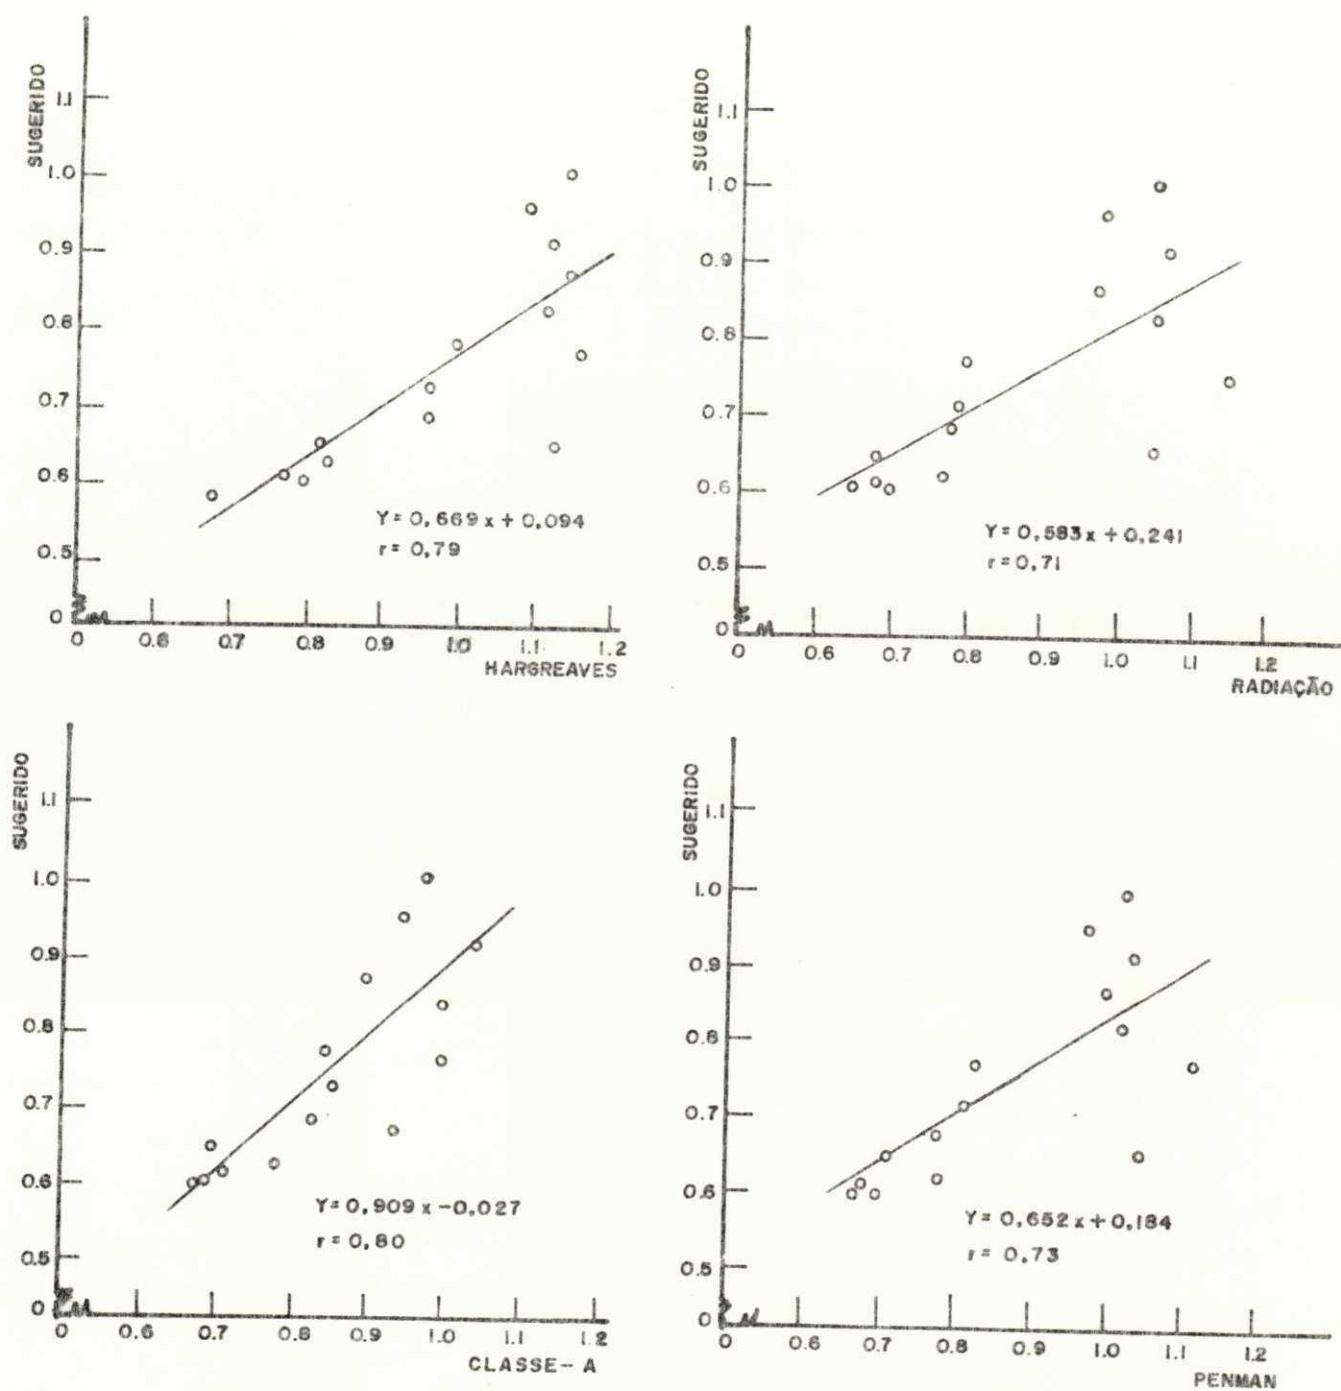 SUGERIDO
1.1
1.0
0.9
0.8
0.7
0.6
0.5
0
0 0.6 0.7 0.8 0.9 1.0 1.1 1.2
HARGREAVES
Y= 0,669 x + 0,094
r= 0,79
SUGERIDO
1.1
1.0
0.9
0.8
0.7
0.6
0.5
0
0 0.6 0.7 0.8 0.9 1.0 1.1 1.2
RADIAÇÃO
Y= 0,583x + 0,241
r= 0,71
SUGERIDO
1.1
1.0
0.9
0.8
0.7
0.6
0.5
0
0 0.6 0.7 0.8 0.9 1.0 1.1 1.2
CLASSE- A
Y= 0,909 x -0,027
r= 0,80
SUGERIDO
1.1
1.0
0.9
0.8
0.7
0.6
0.5
0
0 0.6 0.7 0.8 0.9 1.0 1.1 1.2
PENMAN
Y= 0,652 x + 0,184
r= 0,73